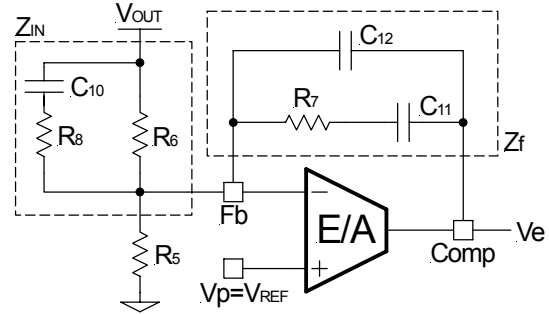 ZIN
VOUT
C12
C10
R7
C11
R8
R6
Zf
Fb
E/A
Ve
R5
Comp
Vp=VREF